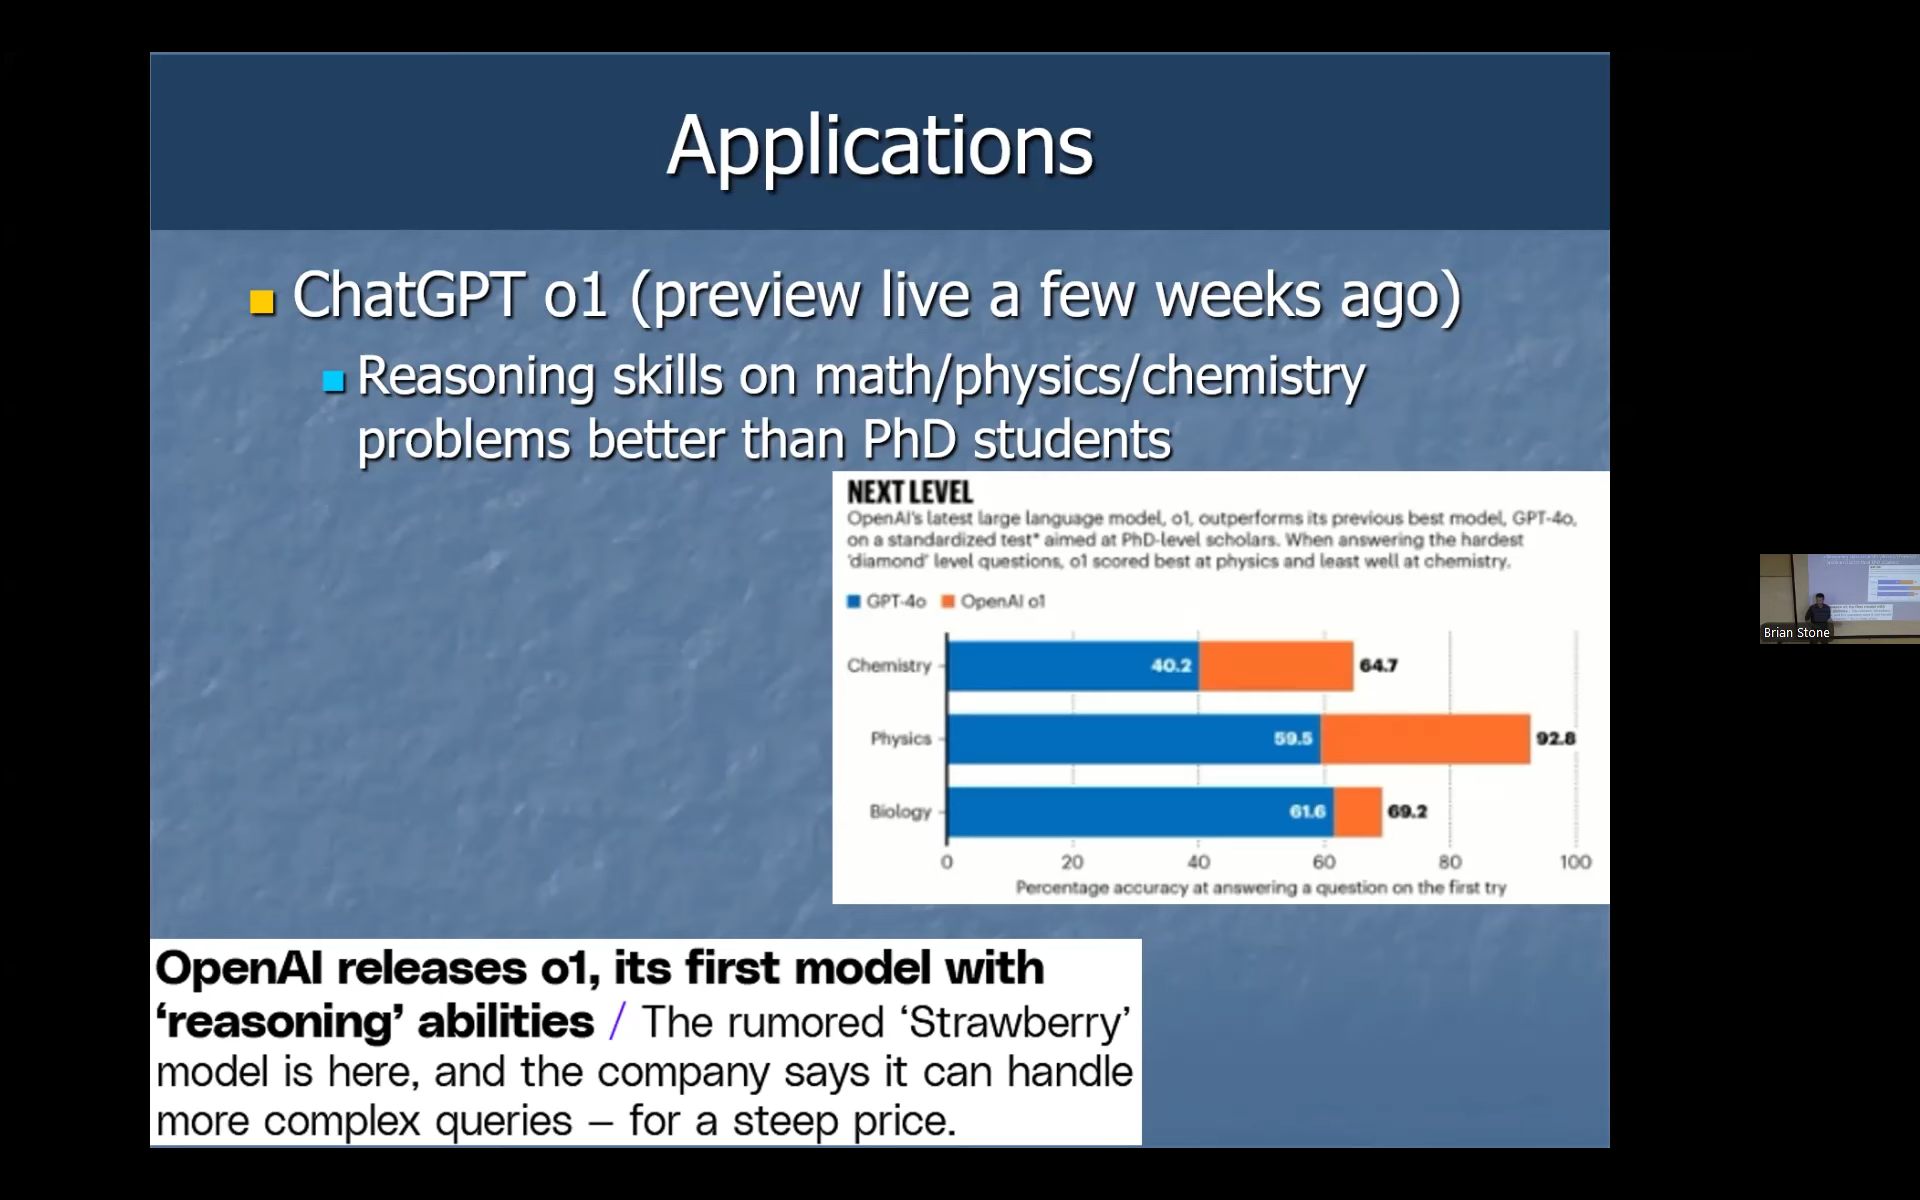 Applications
ChatGPT o1 (preview live a few weeks ago)
Reasoning skills on math/physics/chemistry
problems better than PhD students
NEXT LEVEL
OpenAI's latest large language model, o1, outperforms its previous best model, GPT-4o,
on a standardized test* aimed at PhD-level scholars. When answering the hardest
'diamond' level questions, o1 scored best at physics and least well at chemistry.
GPT-4o OpenAI o1
Chemistry 40.2 64.7
Physics 59.5 92.8
Biology 61.6 69.2
0 20 40 60 80 100
Percentage accuracy at answering a question on the first try
OpenAI releases o1, its first model with
‘reasoning’ abilities / The rumored ‘Strawberry’
model is here, and the company says it can handle
more complex queries — for a steep price.
Brian Stone